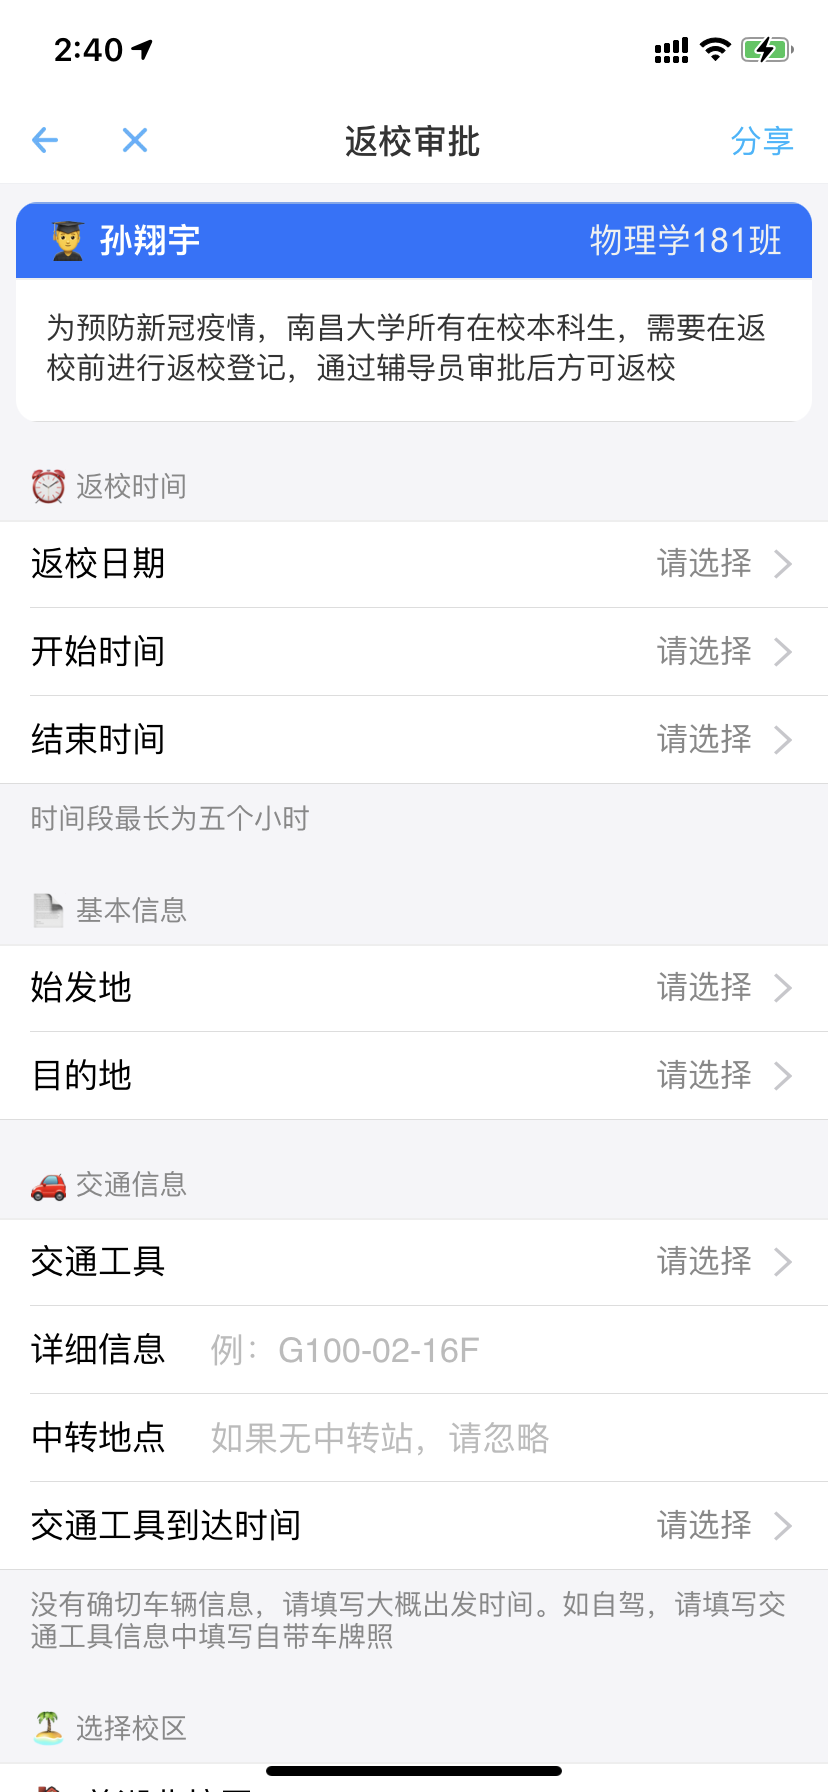 2:40
返校审批
分享
孙翔宇
物理学181班
为预防新冠疫情，南昌大学所有在校本科生，需要在返
校前进行返校登记，通过辅导员审批后方可返校
返校时间
返校日期
请选择
开始时间
请选择
结束时间
请选择
时间段最长为五个小时
基本信息
始发地
请选择
目的地
请选择
交通信息
交通工具
请选择
详细信息
例：G100-02-16F
中转地点
如果无中转站，请忽略
交通工具到达时间
请选择
没有确切车辆信息，请填写大概出发时间。如自驾，请填写交
通工具信息中填写自带车牌照
选择校区